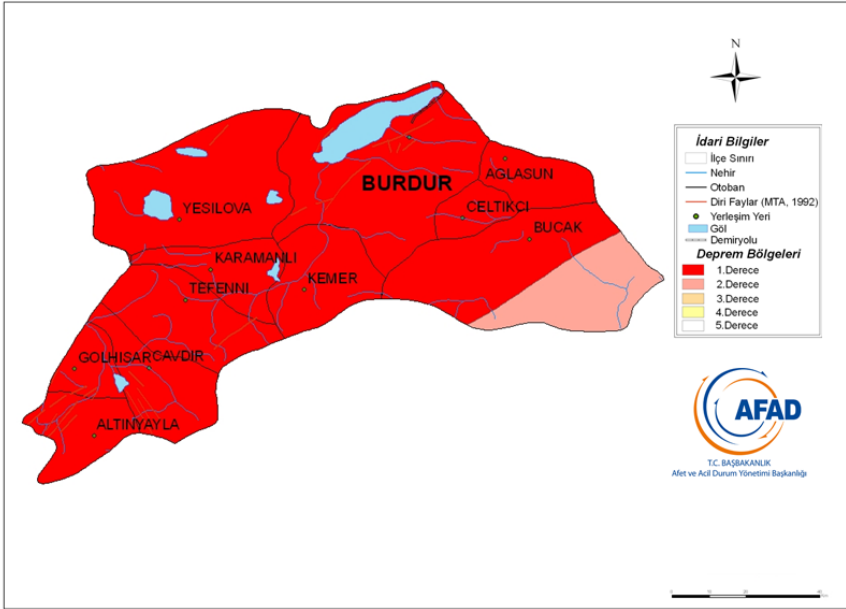 N
İdari Bilgiler
İlçe Sınırı
Nehir
Otoban
Diri Faylar (MTA, 1992)
Yerleşim Yeri
Göl
Demiryolu
Deprem Bölgeleri
1.Derece
2.Derece
3.Derece
4.Derece
5.Derece
BURDUR
AGLASUN
CELTIKCI
YESILOVA
BUCAK
KARAMANLI
KEMER
TEFENNI
GOLHISAR
CAVDIR
ALTINYAYLA
AFAD
T.C. BAŞBAKANLIK
Afet ve Acil Durum Yönetimi Başkanlığı